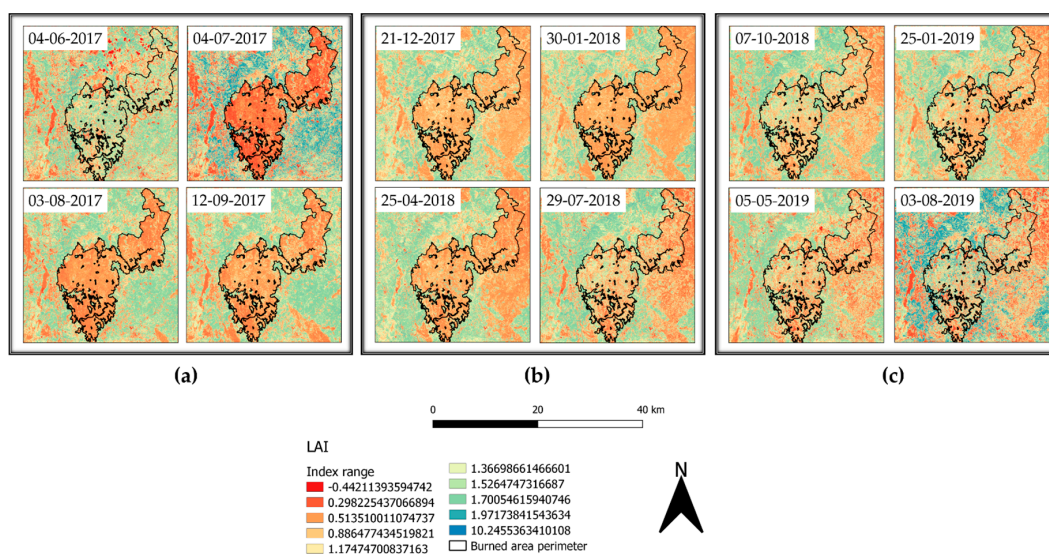 04-06-2017
04-07-2017
21-12-2017
30-01-2018
07-10-2018
25-01-2019
03-08-2017
12-09-2017
25-04-2018
29-07-2018
05-05-2019
03-08-2019
(a)
(b)
(c)
0 20 40 km
LAI
Index range
-0.44211393594742
0.298225437066894
0.513510011074737
0.886477434519821
1.17474700837163
1.36698661466601
1.5264747316687
1.70054615940746
1.97173841543634
10.2455363410108
Burned area perimeter
N